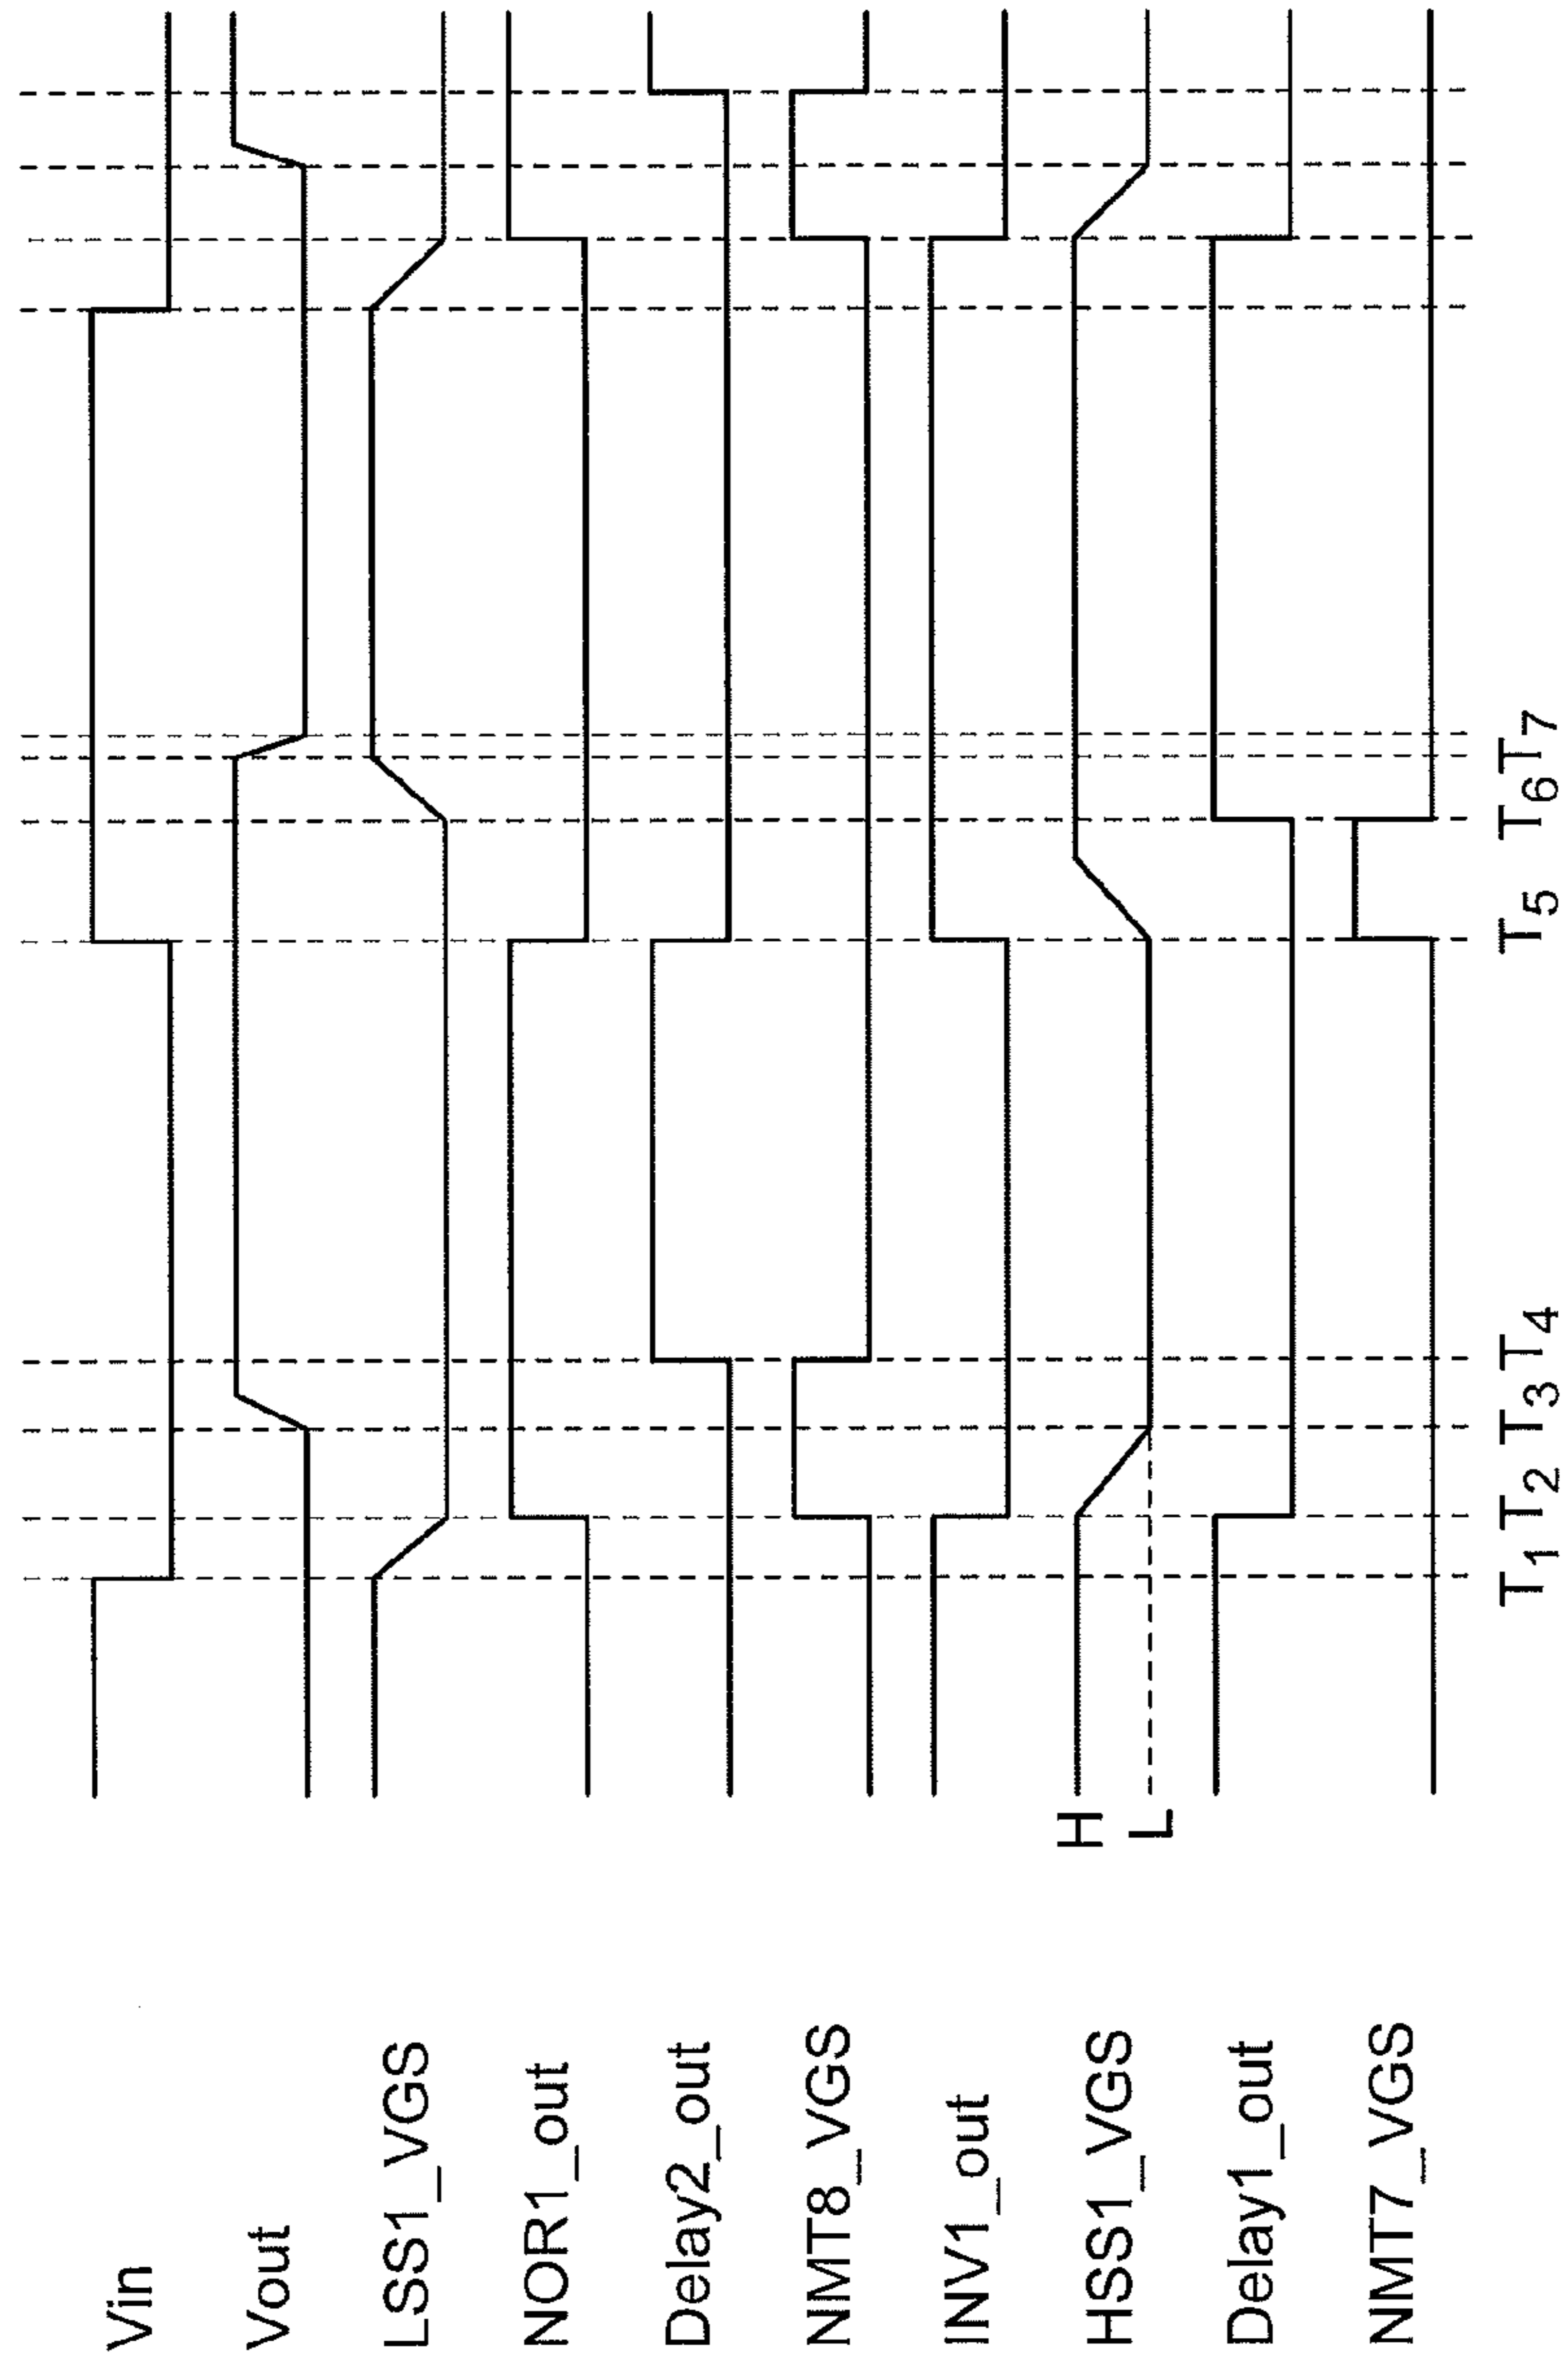 Vin
Vout
LSS1_VGS
NOR1_out
Delay2_out
NMT8_VGS
INV1_out
HSS1_VGS
H
L
Delay1_out
NMT7_VGS
T1 T2 T3 T4 T5 T6 T7